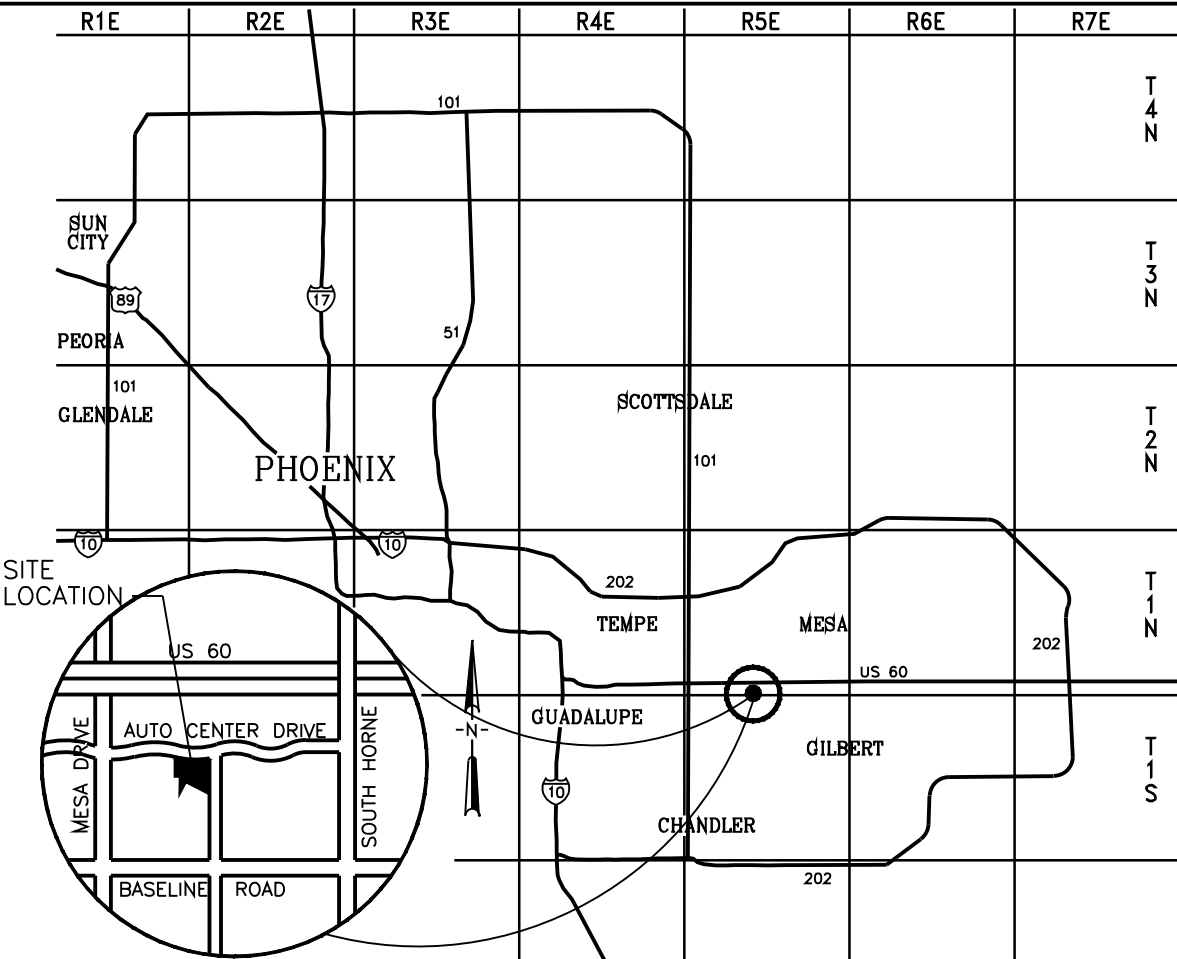 R1E R2E R3E R4E R5E R6E R7E
T
4
N
101
SUN
CITY
T
3
N
89
17
51
PEORIA
101
GLENDALE
SCOTTSDALE
T
2
N
PHOENIX
101
10
10
SITE
LOCATION
202
T
1
N
TEMPE
MESA
202
US 60
US 60
GUADALUPE
MESA DRIVE
AUTO CENTER DRIVE
SOUTH HORNE
-N-
GILBERT
T
1
S
10
CHANDLER
202
BASELINE ROAD